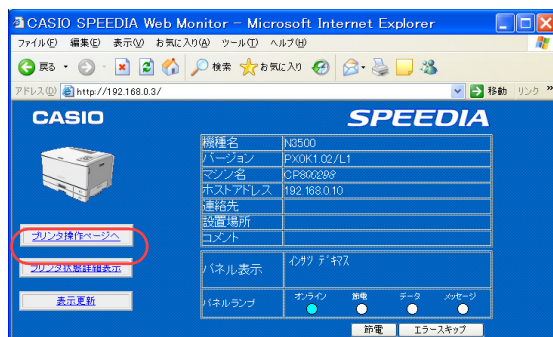 CASIO SPEEDIA Web Monitor - Microsoft Internet Explorer
ファイル(F) 編集(E) 表示(V) お気に入り(A) ツール(T) ヘルプ(H)
戻る 検索 お気に入り
アドレス(D) http://192.168.0.3/ 移動 リンク »
CASIO SPEEDIA
機種名 N3500
バージョン PX0K1.02/L1
マシン名 CP800298
ホストアドレス 192.168.0.10
連絡先
設置場所
コメント
プリンタ操作ページへ
プリンタ状態詳細表示
表示更新
パネル表示 インサツ デキマス
パネルランプ オンライン 節電 データ メッセージ
節電 エラースキップ